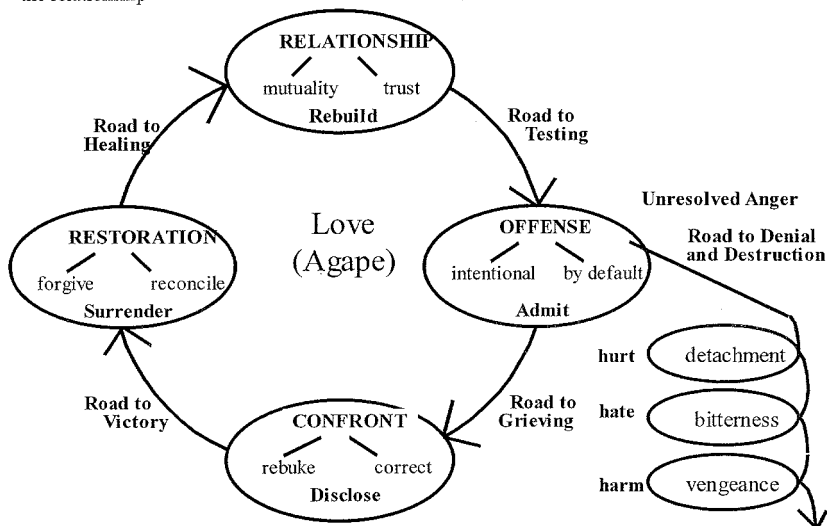 the relationship
RELATIONSHIP
mutuality trust
Rebuild
Road to
Healing
Road to
Testing
Unresolved Anger
Road to Denial
and Destruction
Love
(Agape)
RESTORATION
forgive reconcile
Surrender
OFFENSE
intentional by default
Admit
hurt detachment
hate bitterness
harm vengeance
Road to
Victory
Road to
Grieving
CONFRONT
rebuke correct
Disclose